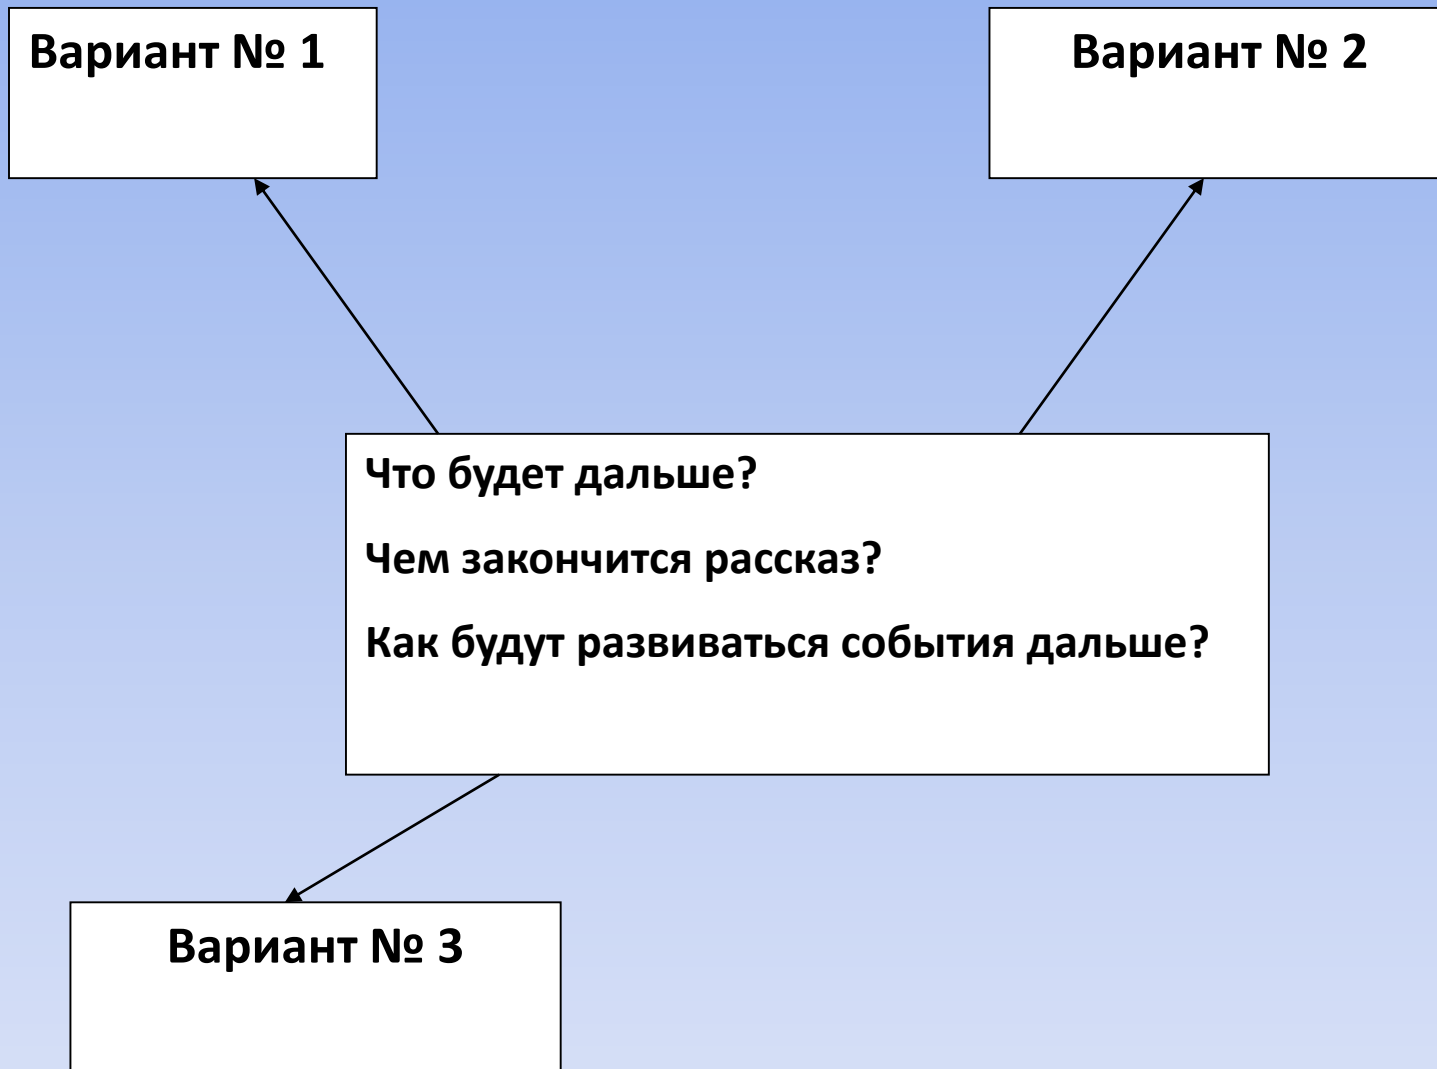 Вариант № 1
Вариант № 2
Что будет дальше?
Чем закончится рассказ?
Как будут развиваться события дальше?
Вариант № 3